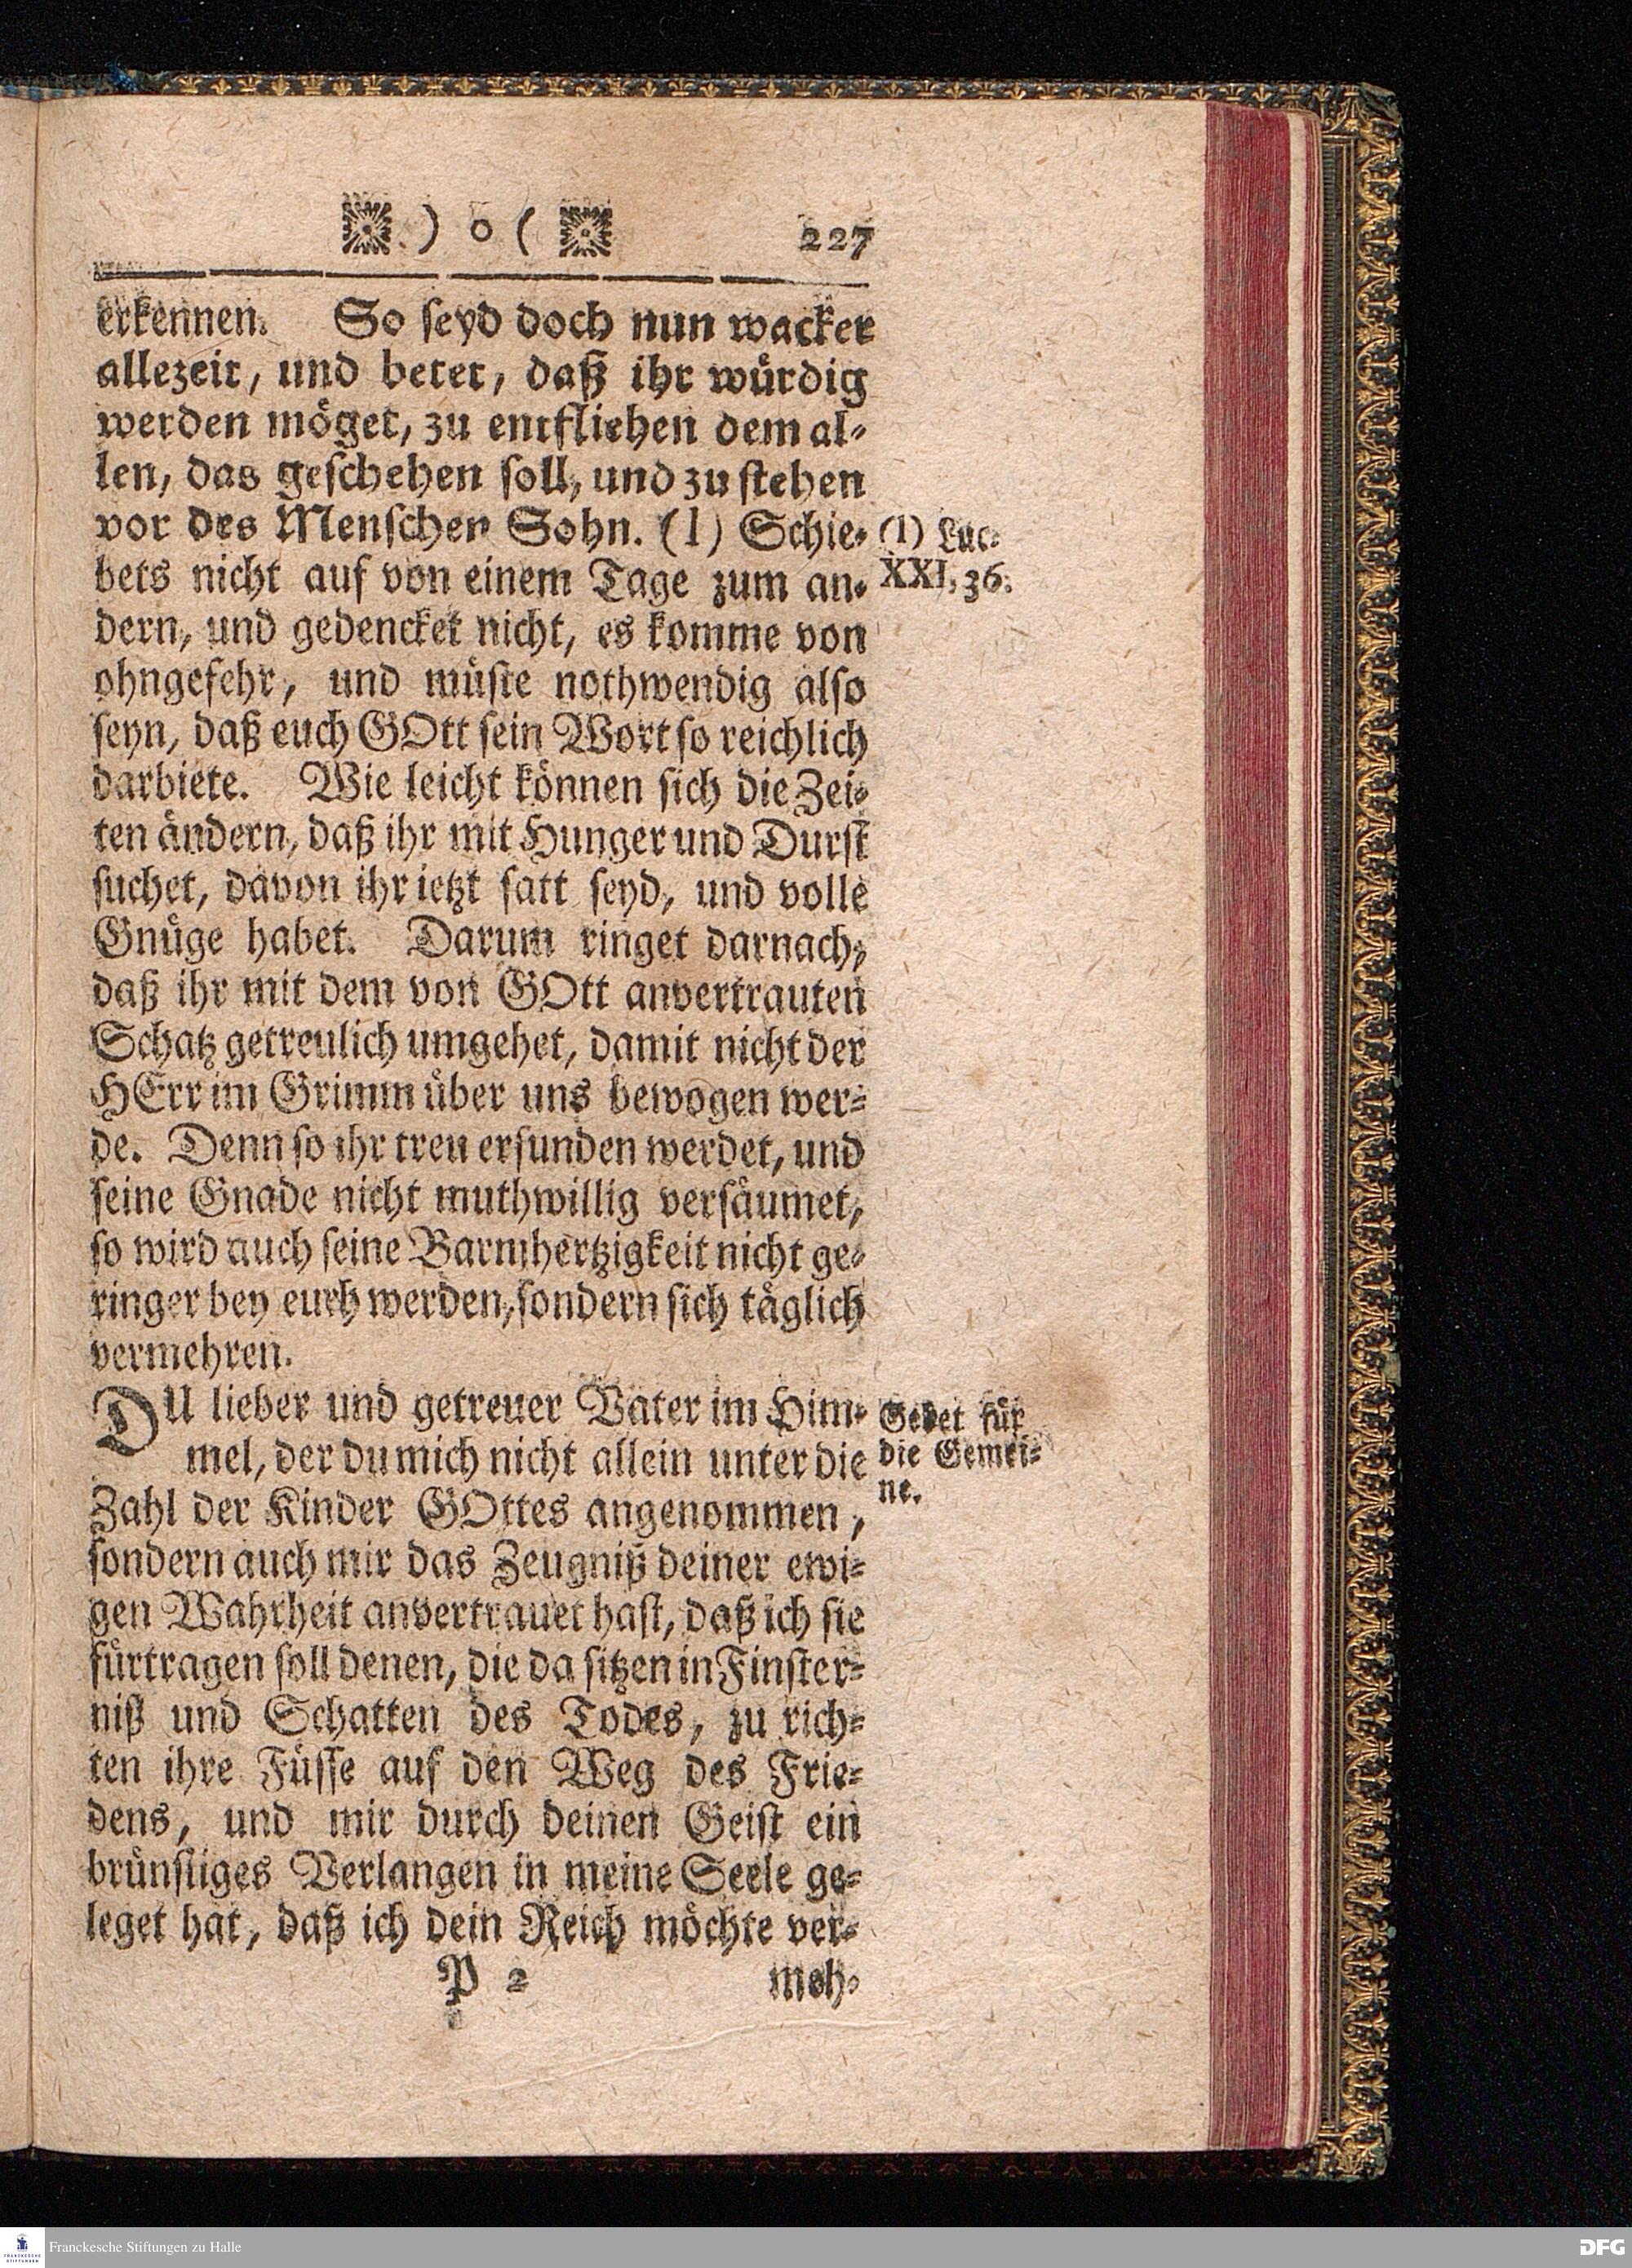 ) o ( 227
erkennen. So seyd doch nun wacker
allezeit, und betet, daß ihr würdig
werden möget, zu entfliehen dem al-
len, das geschehen soll, und zu stehen
vor des Menschen Sohn. (l) Schie-
bets nicht auf von einem Tage zum an-
dern, und gedencket nicht, es komme von
ohngefehr, und müste nothwendig also
seyn, daß euch GOtt sein Wort so reichlich
darbiete. Wie leicht können sich die Zei-
ten ändern, daß ihr mit Hunger und Durst
suchet, davon ihr ietzt satt seyd, und volle
Gnüge habet. Darum ringet darnach,
daß ihr mit dem von GOtt anvertrauten
Schatz getreulich umgehet, damit nicht der
HErr im Grimm über uns bewogen wer-
de. Denn so ihr treu erfunden werdet, und
seine Gnade nicht muthwillig versäumet,
so wird auch seine Barmhertzigkeit nicht ge-
ringer bey euch werden, sondern sich täglich
vermehren.
(l) Luc.
XXI, 36.
DU lieber und getreuer Vater im Him-
mel, der du mich nicht allein unter die
Zahl der Kinder GOttes angenommen,
sondern auch mir das Zeugniß deiner ewi-
gen Wahrheit anvertrauet hast, daß ich sie
fürtragen soll denen, die da sitzen in Finster-
niß und Schatten des Todes, zu rich-
ten ihre Füsse auf den Weg des Frie-
dens, und mir durch deinen Geist ein
brünstiges Verlangen in meine Seele ge-
leget hat, daß ich dein Reich möchte ver-
Gebet für
die Gemei-
ne.
P 2 meh-
FRANCKESCHE
STIFTUNGEN
Franckesche Stiftungen zu Halle
DFG